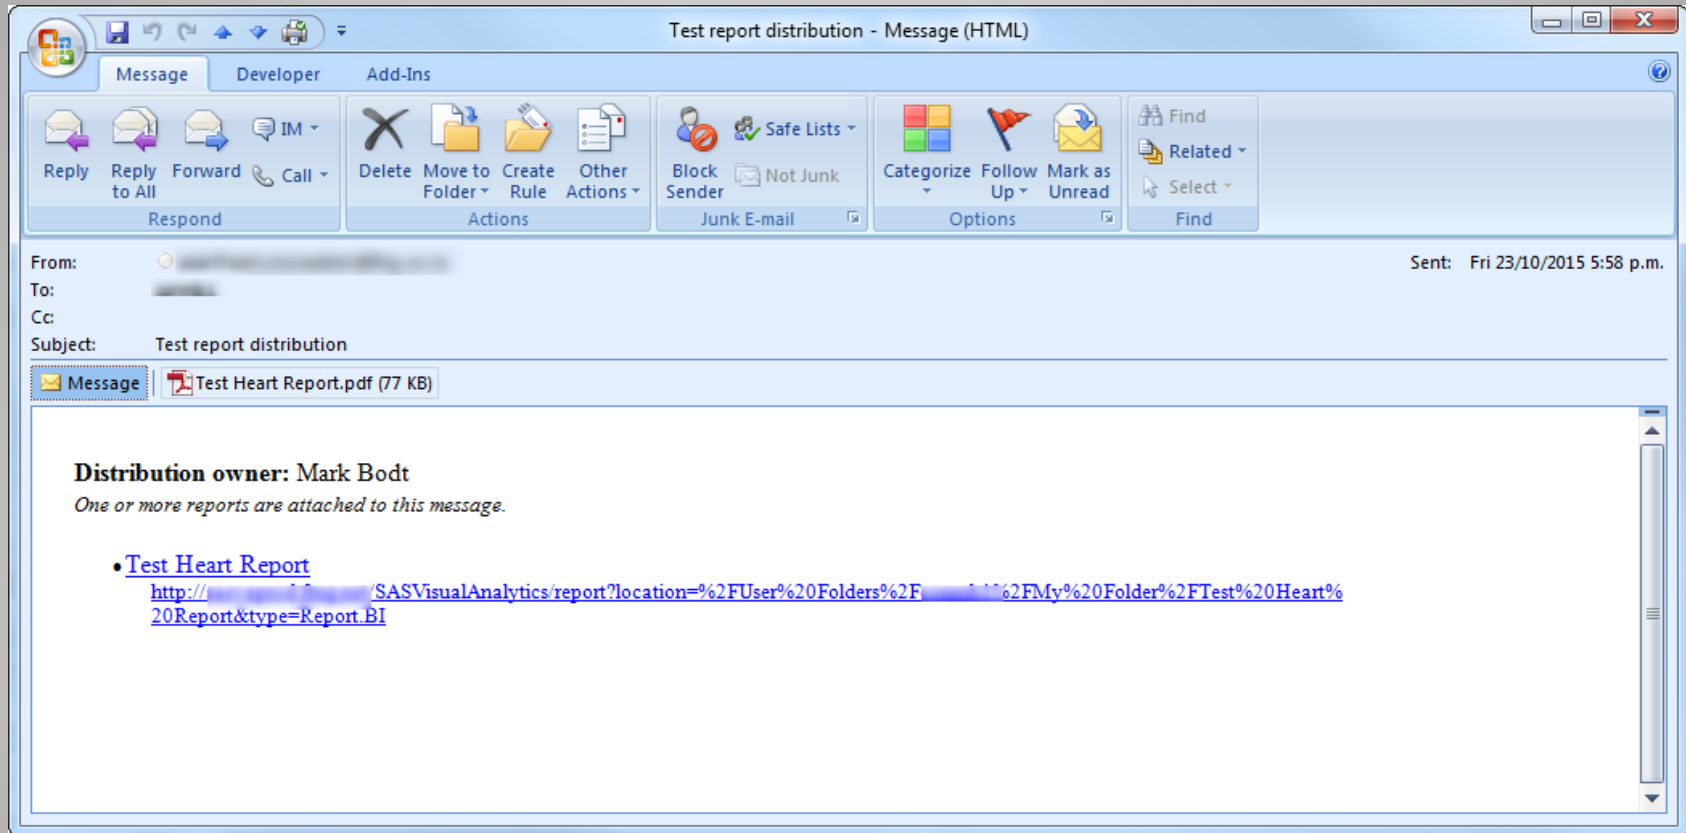 Test report distribution - Message (HTML)
Message Developer Add-Ins
Reply Reply to All Forward IM Call
Respond
Delete Move to Folder Create Rule Other Actions
Actions
Block Sender Safe Lists Not Junk
Junk E-mail
Categorize Follow Up Mark as Unread
Options
Find Related Select
Find
From:
Sent: Fri 23/10/2015 5:58 p.m.
To:
Cc:
Subject: Test report distribution
Message Test Heart Report.pdf (77 KB)
Distribution owner: Mark Bodt
One or more reports are attached to this message.
• Test Heart Report
http:// /SASVisualAnalytics/report?location=%2FUser%20Folders%2F %2FMy%20Folder%2FTest%20Heart%
20Report&type=Report.BI